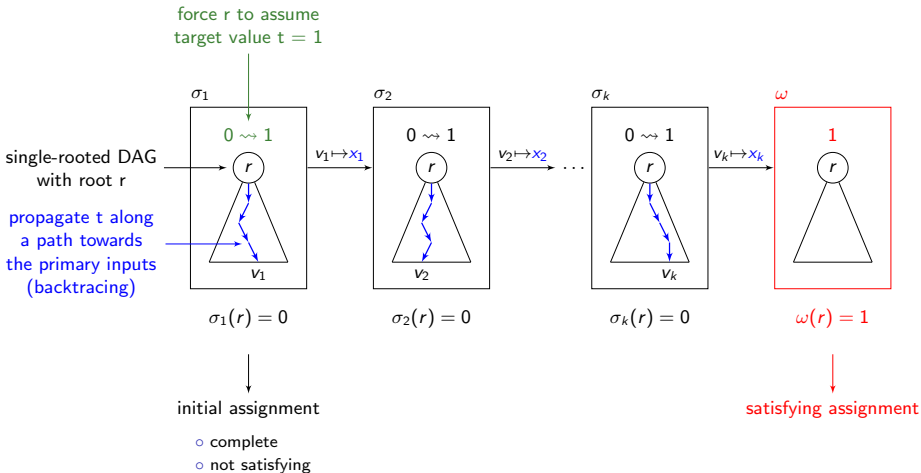 force r to assume
target value t = 1
σ1
σ2
σk
ω
0 ⇝ 1
0 ⇝ 1
0 ⇝ 1
1
single-rooted DAG
with root r
r
v1↦x1
r
v2↦x2
···
r
vk↦xk
r
propagate t along
a path towards
the primary inputs
(backtracing)
v1
v2
vk
σ1(r) = 0
σ2(r) = 0
σk(r) = 0
ω(r) = 1
initial assignment
satisfying assignment
○ complete
○ not satisfying